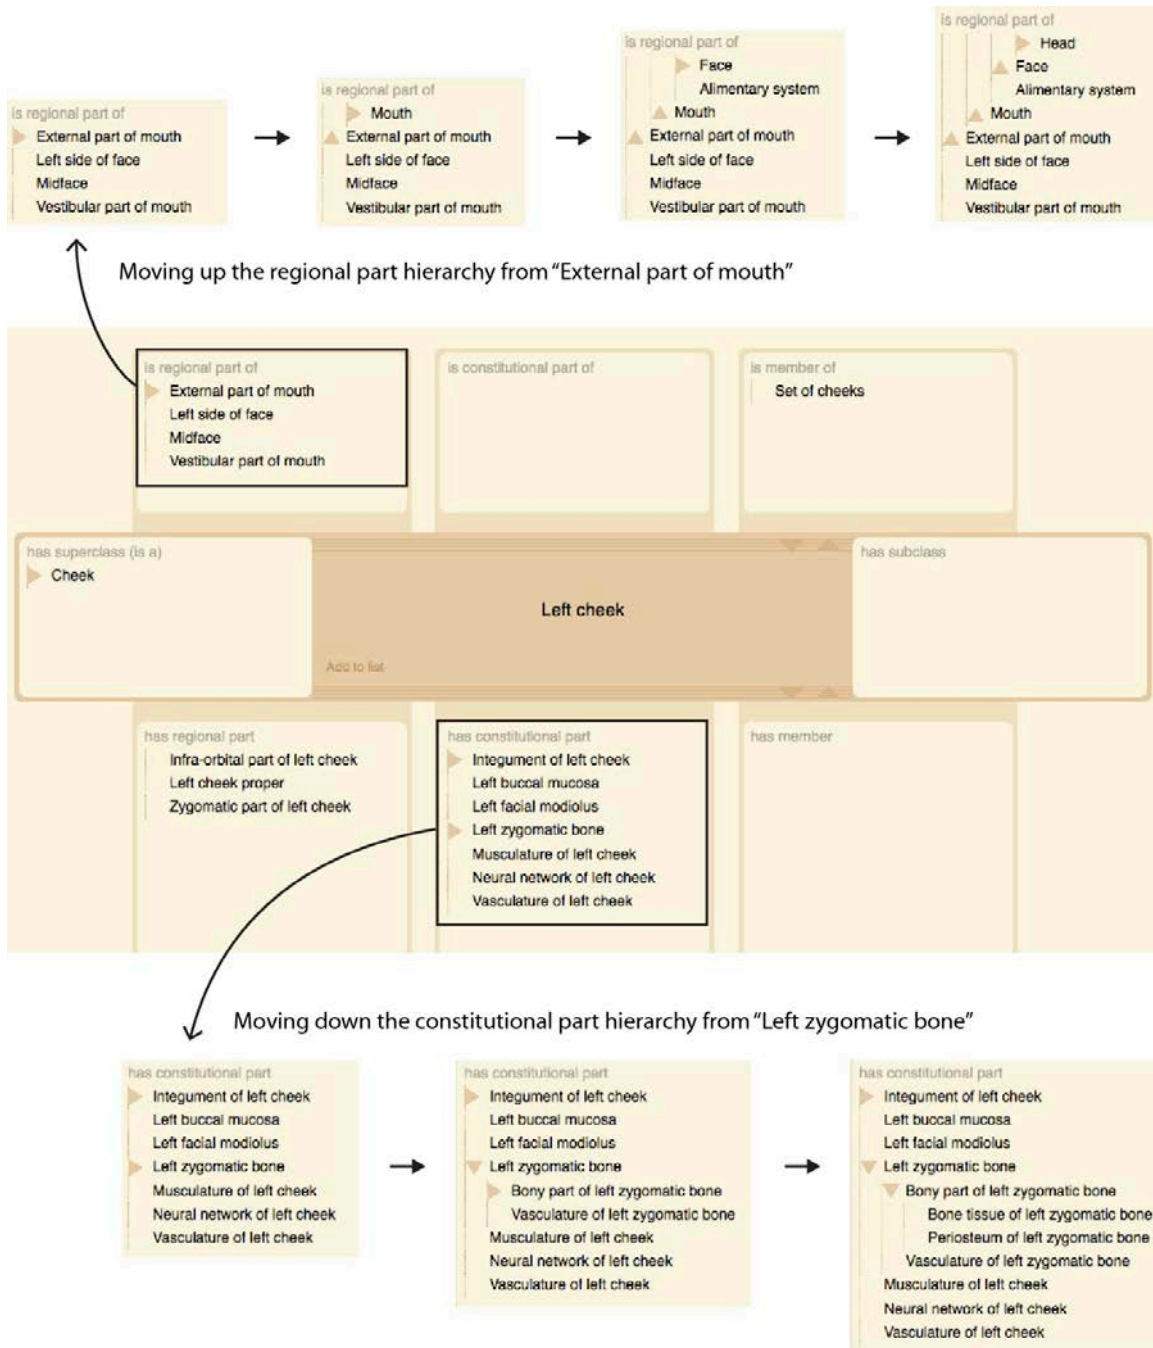 is regional part of
External part of mouth
Left side of face
Midface
Vestibular part of mouth
is regional part of
Mouth
External part of mouth
Left side of face
Midface
Vestibular part of mouth
is regional part of
Face
Alimentary system
Mouth
External part of mouth
Left side of face
Midface
Vestibular part of mouth
is regional part of
Head
Face
Alimentary system
Mouth
External part of mouth
Left side of face
Midface
Vestibular part of mouth
Moving up the regional part hierarchy from “External part of mouth”
is regional part of
External part of mouth
Left side of face
Midface
Vestibular part of mouth
is constitutional part of
is member of
Set of cheeks
has superclass (is a)
Cheek
Left cheek
Add to list
has subclass
has regional part
Infra-orbital part of left cheek
Left cheek proper
Zygomatic part of left cheek
has constitutional part
Integument of left cheek
Left buccal mucosa
Left facial modiolus
Left zygomatic bone
Musculature of left cheek
Neural network of left cheek
Vasculature of left cheek
has member
Moving down the constitutional part hierarchy from “Left zygomatic bone”
has constitutional part
Integument of left cheek
Left buccal mucosa
Left facial modiolus
Left zygomatic bone
Musculature of left cheek
Neural network of left cheek
Vasculature of left cheek
has constitutional part
Integument of left cheek
Left buccal mucosa
Left facial modiolus
Left zygomatic bone
Bony part of left zygomatic bone
Vasculature of left zygomatic bone
Musculature of left cheek
Neural network of left cheek
Vasculature of left cheek
has constitutional part
Integument of left cheek
Left buccal mucosa
Left facial modiolus
Left zygomatic bone
Bony part of left zygomatic bone
Bone tissue of left zygomatic bone
Periosteum of left zygomatic bone
Vasculature of left zygomatic bone
Musculature of left cheek
Neural network of left cheek
Vasculature of left cheek